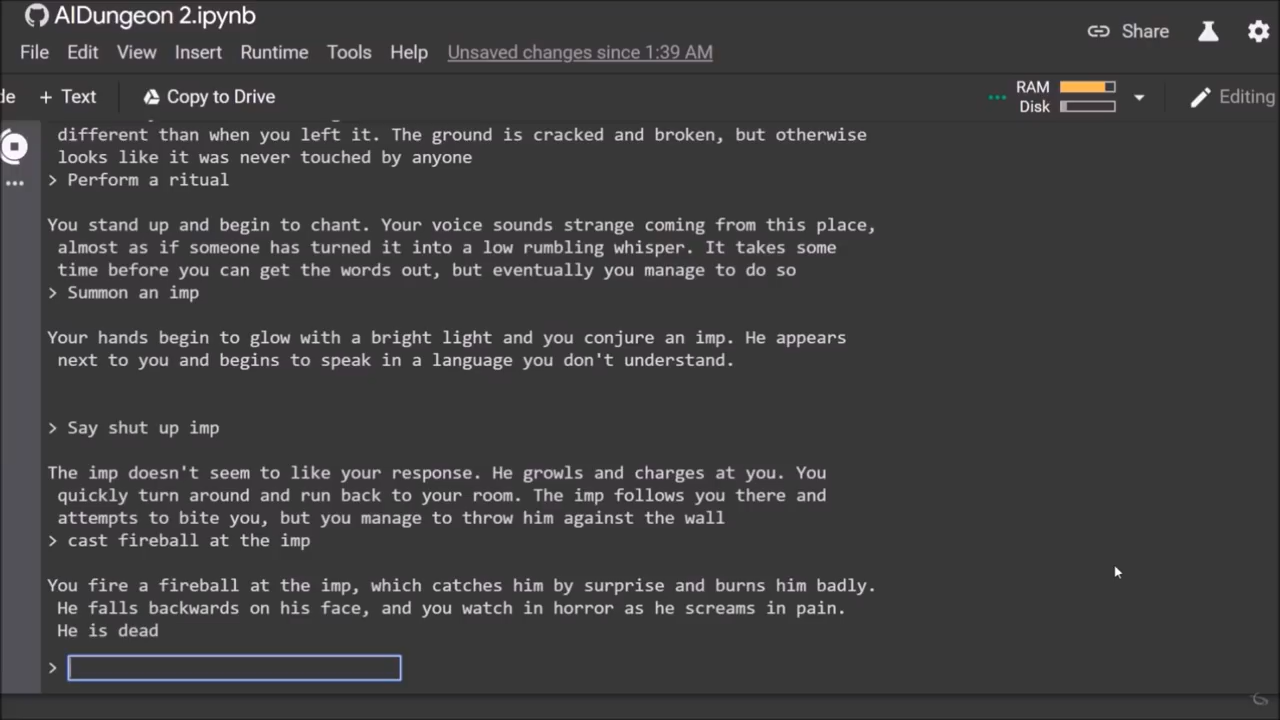 AIDungeon 2.ipynb
File Edit View Insert Runtime Tools Help Unsaved changes since 1:39 AM
Share
de + Text Copy to Drive
RAM
Disk
Editing
different than when you left it. The ground is cracked and broken, but otherwise
looks like it was never touched by anyone
> Perform a ritual
You stand up and begin to chant. Your voice sounds strange coming from this place,
almost as if someone has turned it into a low rumbling whisper. It takes some
time before you can get the words out, but eventually you manage to do so
> Summon an imp
Your hands begin to glow with a bright light and you conjure an imp. He appears
next to you and begins to speak in a language you don't understand.
> Say shut up imp
The imp doesn't seem to like your response. He growls and charges at you. You
quickly turn around and run back to your room. The imp follows you there and
attempts to bite you, but you manage to throw him against the wall
> cast fireball at the imp
You fire a fireball at the imp, which catches him by surprise and burns him badly.
He falls backwards on his face, and you watch in horror as he screams in pain.
He is dead
>